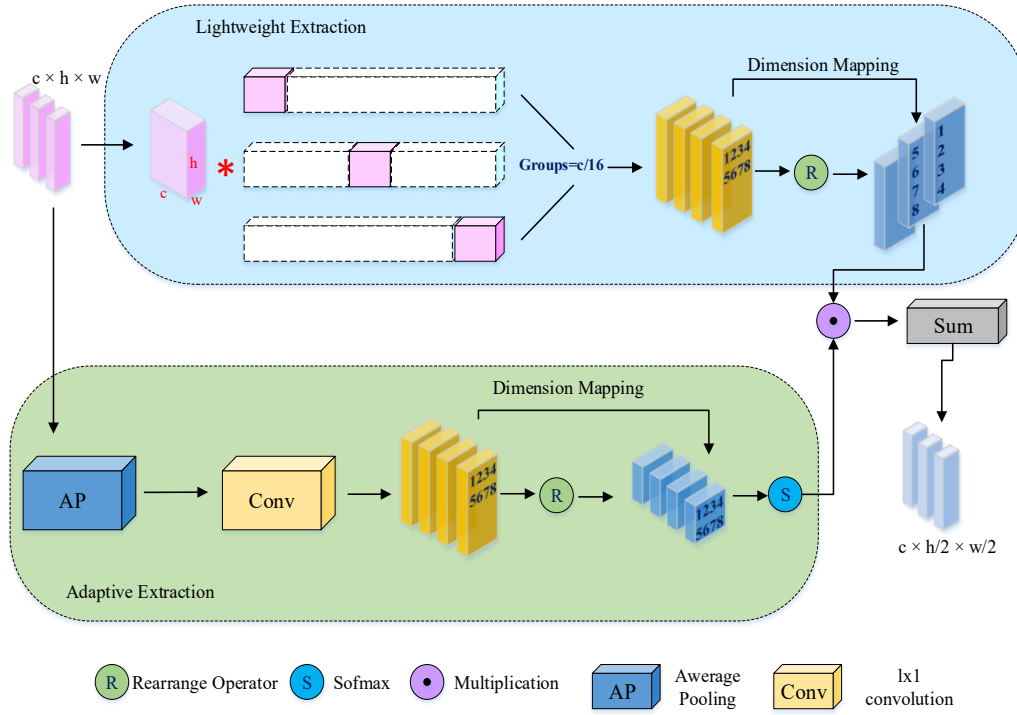 Lightweight Extraction
c × h × w
h
c
w
*
Groups=c/16
Dimension Mapping
1234
5678
R
5
6
7
8
1
2
3
4
Sum
c × h/2 × w/2
Dimension Mapping
AP
Conv
1234
5678
R
1234
5678
S
Adaptive Extraction
R Rearrange Operator
S Sofmax
Multiplication
AP
Awerage
Pooling
Conv
1x1
convolution